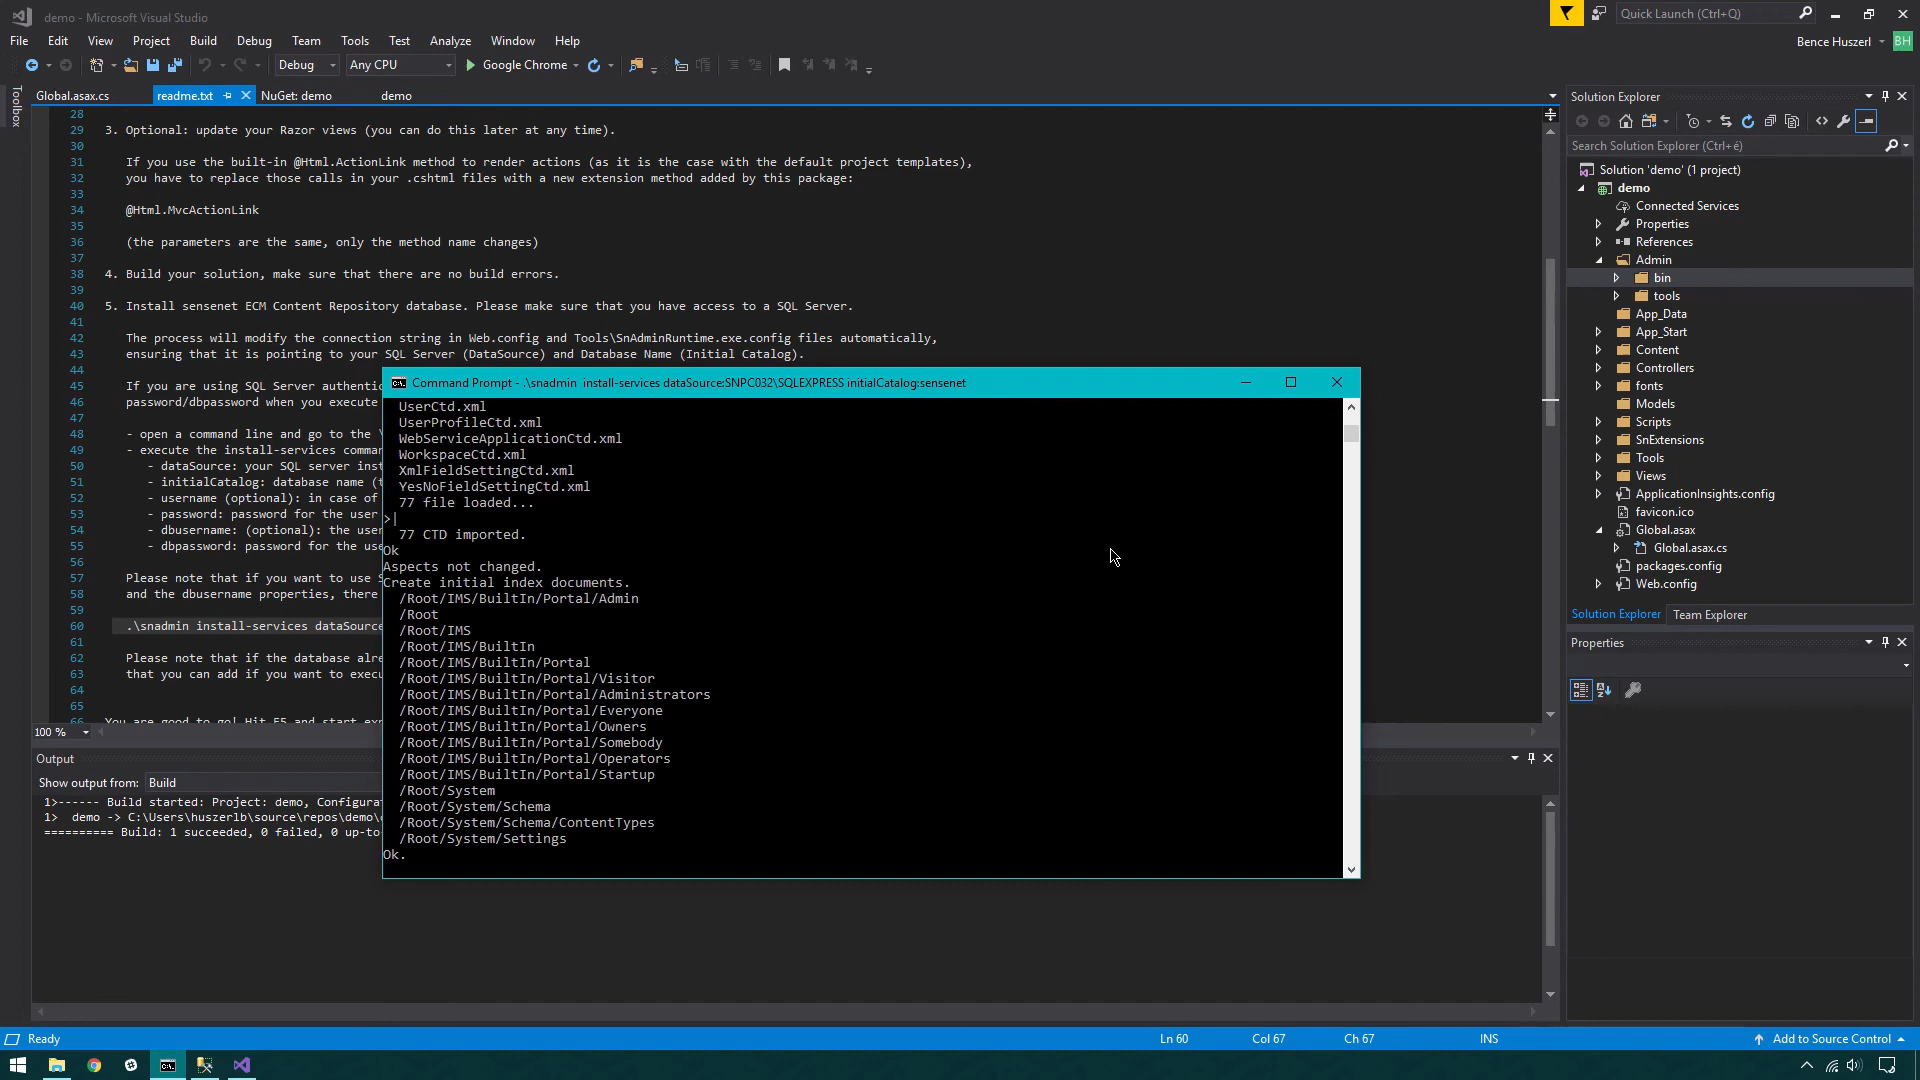 demo - Microsoft Visual Studio
Quick Launch (Ctrl+Q)
File Edit View Project Build Debug Team Tools Test Analyze Window Help
Bence Huszerl
BH
Debug
Any CPU
Google Chrome
Toolbox
Global.asax.cs
readme.txt
NuGet: demo
demo
28
29 3. Optional: update your Razor views (you can do this later at any time).
30
31 If you use the built-in @Html.ActionLink method to render actions (as it is the case with the default project templates),
32 you have to replace those calls in your .cshtml files with a new extension method added by this package:
33
34 @Html.MvcActionLink
35
36 (the parameters are the same, only the method name changes)
37
38 4. Build your solution, make sure that there are no build errors.
39
40 5. Install sensenet ECM Content Repository database. Please make sure that you have access to a SQL Server.
41
42 The process will modify the connection string in Web.config and Tools\SnAdminRuntime.exe.config files automatically,
43 ensuring that it is pointing to your SQL Server (DataSource) and Database Name (Initial Catalog).
44
45 If you are using SQL Server authentic
46 password/dbpassword when you execute
47
48 - open a command line and go to the \
49 - execute the install-services comman
50 - dataSource: your SQL server inst
51 - initialCatalog: database name (t
52 - username (optional): in case of
53 - password: password for the user
54 - dbusername: (optional): the use
55 - dbpassword: password for the use
56
57 Please note that if you want to use S
58 and the dbusername properties, there
59
60 .\snadmin install-services dataSource
61
62 Please note that if the database alre
63 that you can add if you want to execu
64
65
66 You are good to go! Hit F5 and start exp
100 %
Command Prompt - .\snadmin install-services dataSource:SNPC032\SQLEXPRESS initialCatalog:sensenet
UserCtd.xml
UserProfileCtd.xml
WebServiceApplicationCtd.xml
WorkspaceCtd.xml
XmlFieldSettingCtd.xml
YesNoFieldSettingCtd.xml
77 file loaded...
>|
77 CTD imported.
Ok
Aspects not changed.
Create initial index documents.
/Root/IMS/BuiltIn/Portal/Admin
/Root
/Root/IMS
/Root/IMS/BuiltIn
/Root/IMS/BuiltIn/Portal
/Root/IMS/BuiltIn/Portal/Visitor
/Root/IMS/BuiltIn/Portal/Administrators
/Root/IMS/BuiltIn/Portal/Everyone
/Root/IMS/BuiltIn/Portal/Owners
/Root/IMS/BuiltIn/Portal/Somebody
/Root/IMS/BuiltIn/Portal/Operators
/Root/IMS/BuiltIn/Portal/Startup
/Root/System
/Root/System/Schema
/Root/System/Schema/ContentTypes
/Root/System/Settings
Ok.
Output
Show output from: Build
1>------ Build started: Project: demo, Configurat
1> demo -> C:\Users\huszerlb\source\repos\demo\
========== Build: 1 succeeded, 0 failed, 0 up-to-
Solution Explorer
Search Solution Explorer (Ctrl+é)
Solution 'demo' (1 project)
demo
Connected Services
Properties
References
Admin
bin
tools
App_Data
App_Start
Content
Controllers
fonts
Models
Scripts
SnExtensions
Tools
Views
ApplicationInsights.config
favicon.ico
Global.asax
Global.asax.cs
packages.config
Web.config
Solution Explorer Team Explorer
Properties
Ready
Ln 60
Col 67
Ch 67
INS
Add to Source Control